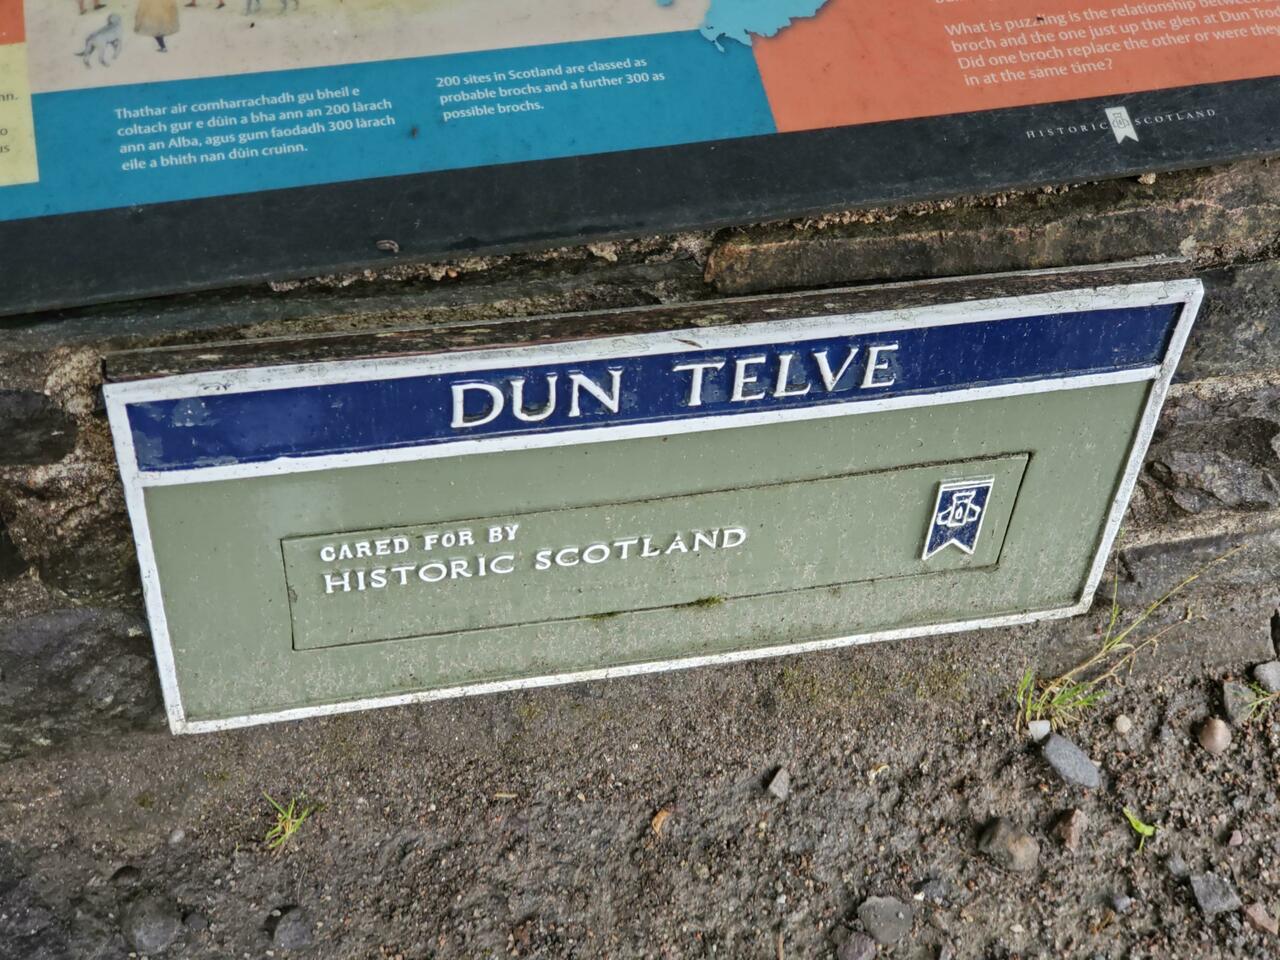 nn.
o
us
Thathar air comharrachadh gu bheil e
coltach gur e dùin a bha ann an 200 làrach
ann an Alba, agus gum faodadh 300 làrach
eile a bhith nan dùin cruinn.
200 sites in Scotland are classed as
probable brochs and a further 300 as
possible brochs.
What is puzzling is the relationship between
broch and the one just up the glen at Dun Tro
Did one broch replace the other or were they
in at the same time?
HISTORIC SCOTLAND
DUN TELVE
CARED FOR BY
HISTORIC SCOTLAND